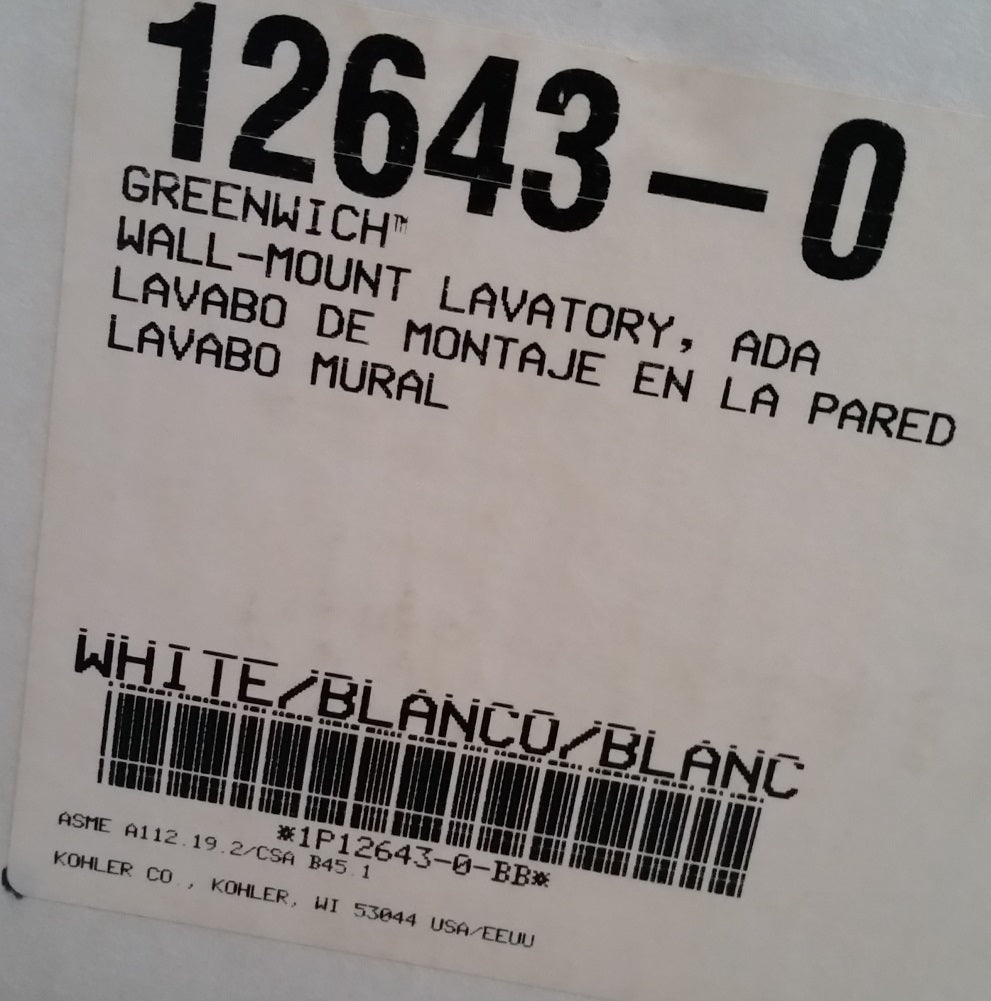 12643-0
GREENWICH™
WALL-MOUNT LAVATORY, ADA
LAVABO DE MONTAJE EN LA PARED
LAVABO MURAL
WHITE/BLANCO/BLANC
*1P12643-0-BB*
ASME A112.19.2/CSA B45.1
KOHLER CO., KOHLER, WI 53044 USA/EEUU